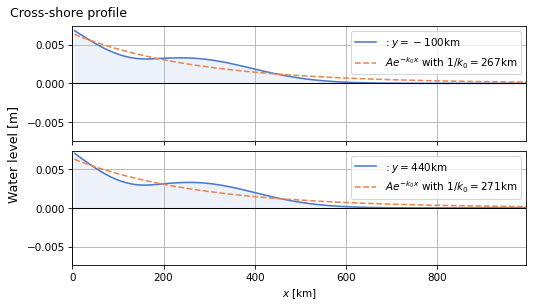 Cross-shore profile
0.005
0.000
−0.005
: y = −100km
Ae^{−k₀x} with 1/k₀ = 267km
Water level [m]
0.005
0.000
−0.005
: y = 440km
Ae^{−k₀x} with 1/k₀ = 271km
0 200 400 600 800
x [km]